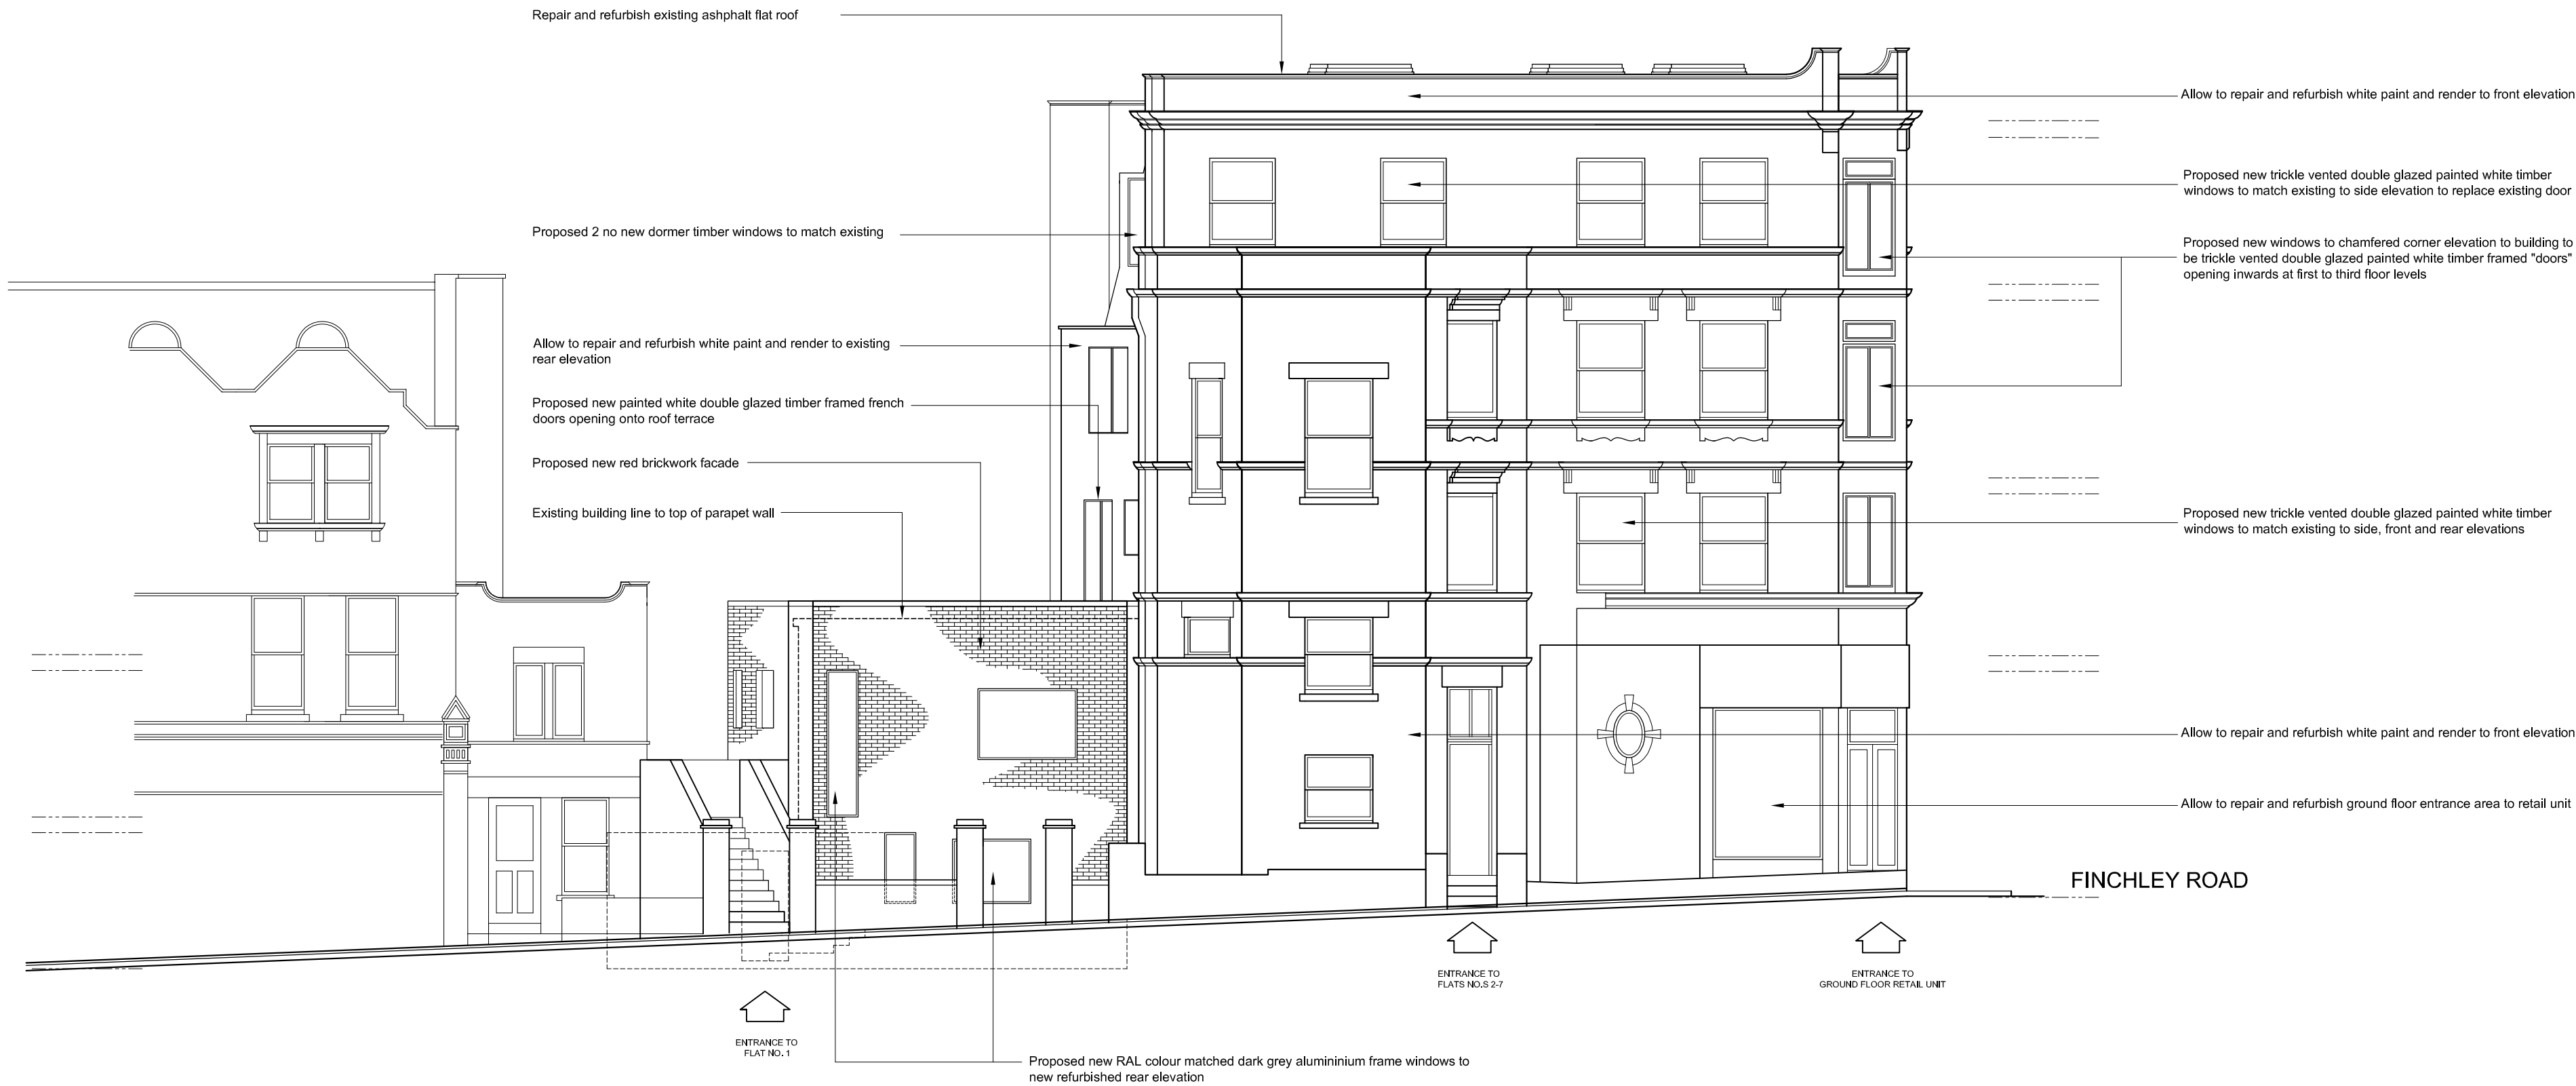 Repair and refurbish existing ashphalt flat roof
Allow to repair and refurbish white paint and render to front elevation
Proposed new trickle vented double glazed painted white timber
windows to match existing to side elevation to replace existing door
Proposed 2 no new dormer timber windows to match existing
Proposed new windows to chamfered corner elevation to building to
be trickle vented double glazed painted white timber framed "doors"
opening inwards at first to third floor levels
Allow to repair and refurbish white paint and render to existing
rear elevation
Proposed new painted white double glazed timber framed french
doors opening onto roof terrace
Proposed new red brickwork facade
Existing building line to top of parapet wall
Proposed new trickle vented double glazed painted white timber
windows to match existing to side, front and rear elevations
Allow to repair and refurbish white paint and render to front elevation
Allow to repair and refurbish ground floor entrance area to retail unit
FINCHLEY ROAD
ENTRANCE TO
FLATS NO.S 2-7
ENTRANCE TO
GROUND FLOOR RETAIL UNIT
ENTRANCE TO
FLAT NO. 1
Proposed new RAL colour matched dark grey alumininium frame windows to
new refurbished rear elevation